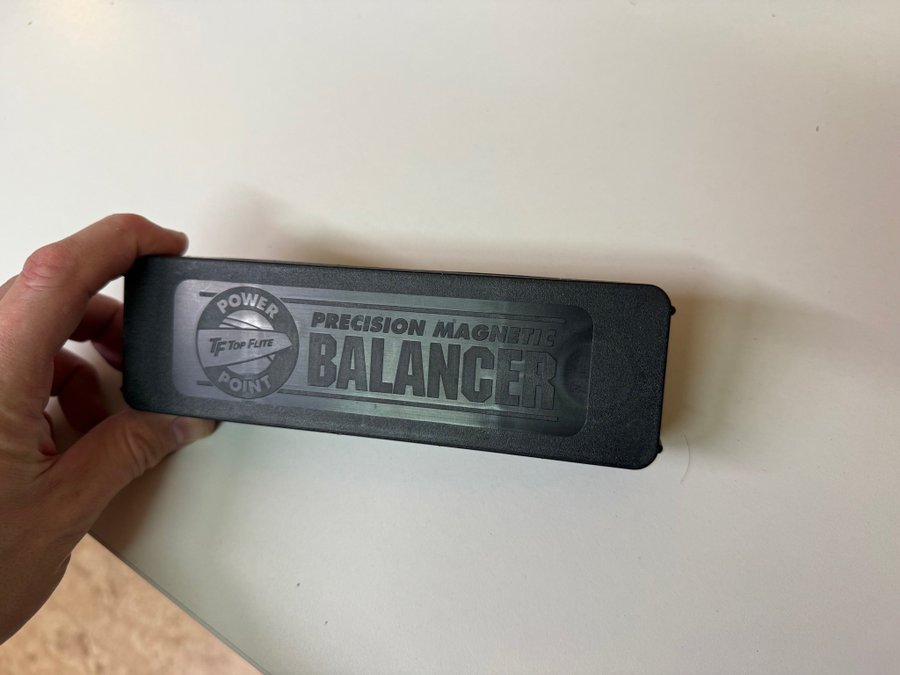 POWER
TF TOP FLITE
POINT
PRECISION MAGNETIC
BALANCER